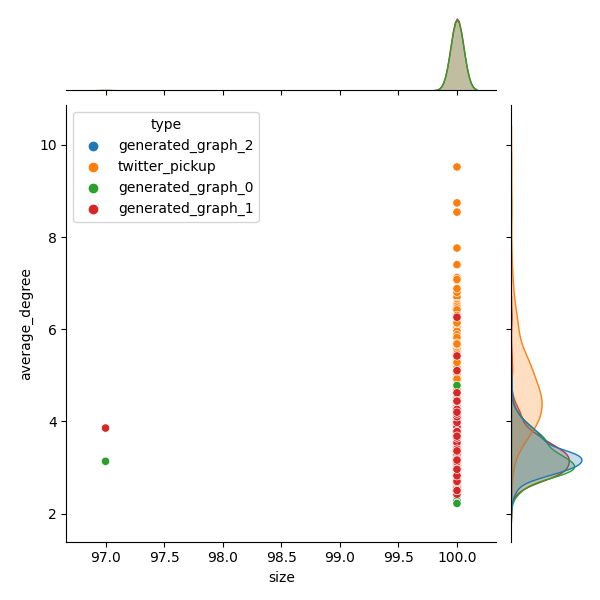 type
generated_graph_2
twitter_pickup
generated_graph_0
generated_graph_1
average_degree
10
8
6
4
2
97.0 97.5 98.0 98.5 99.0 99.5 100.0
size